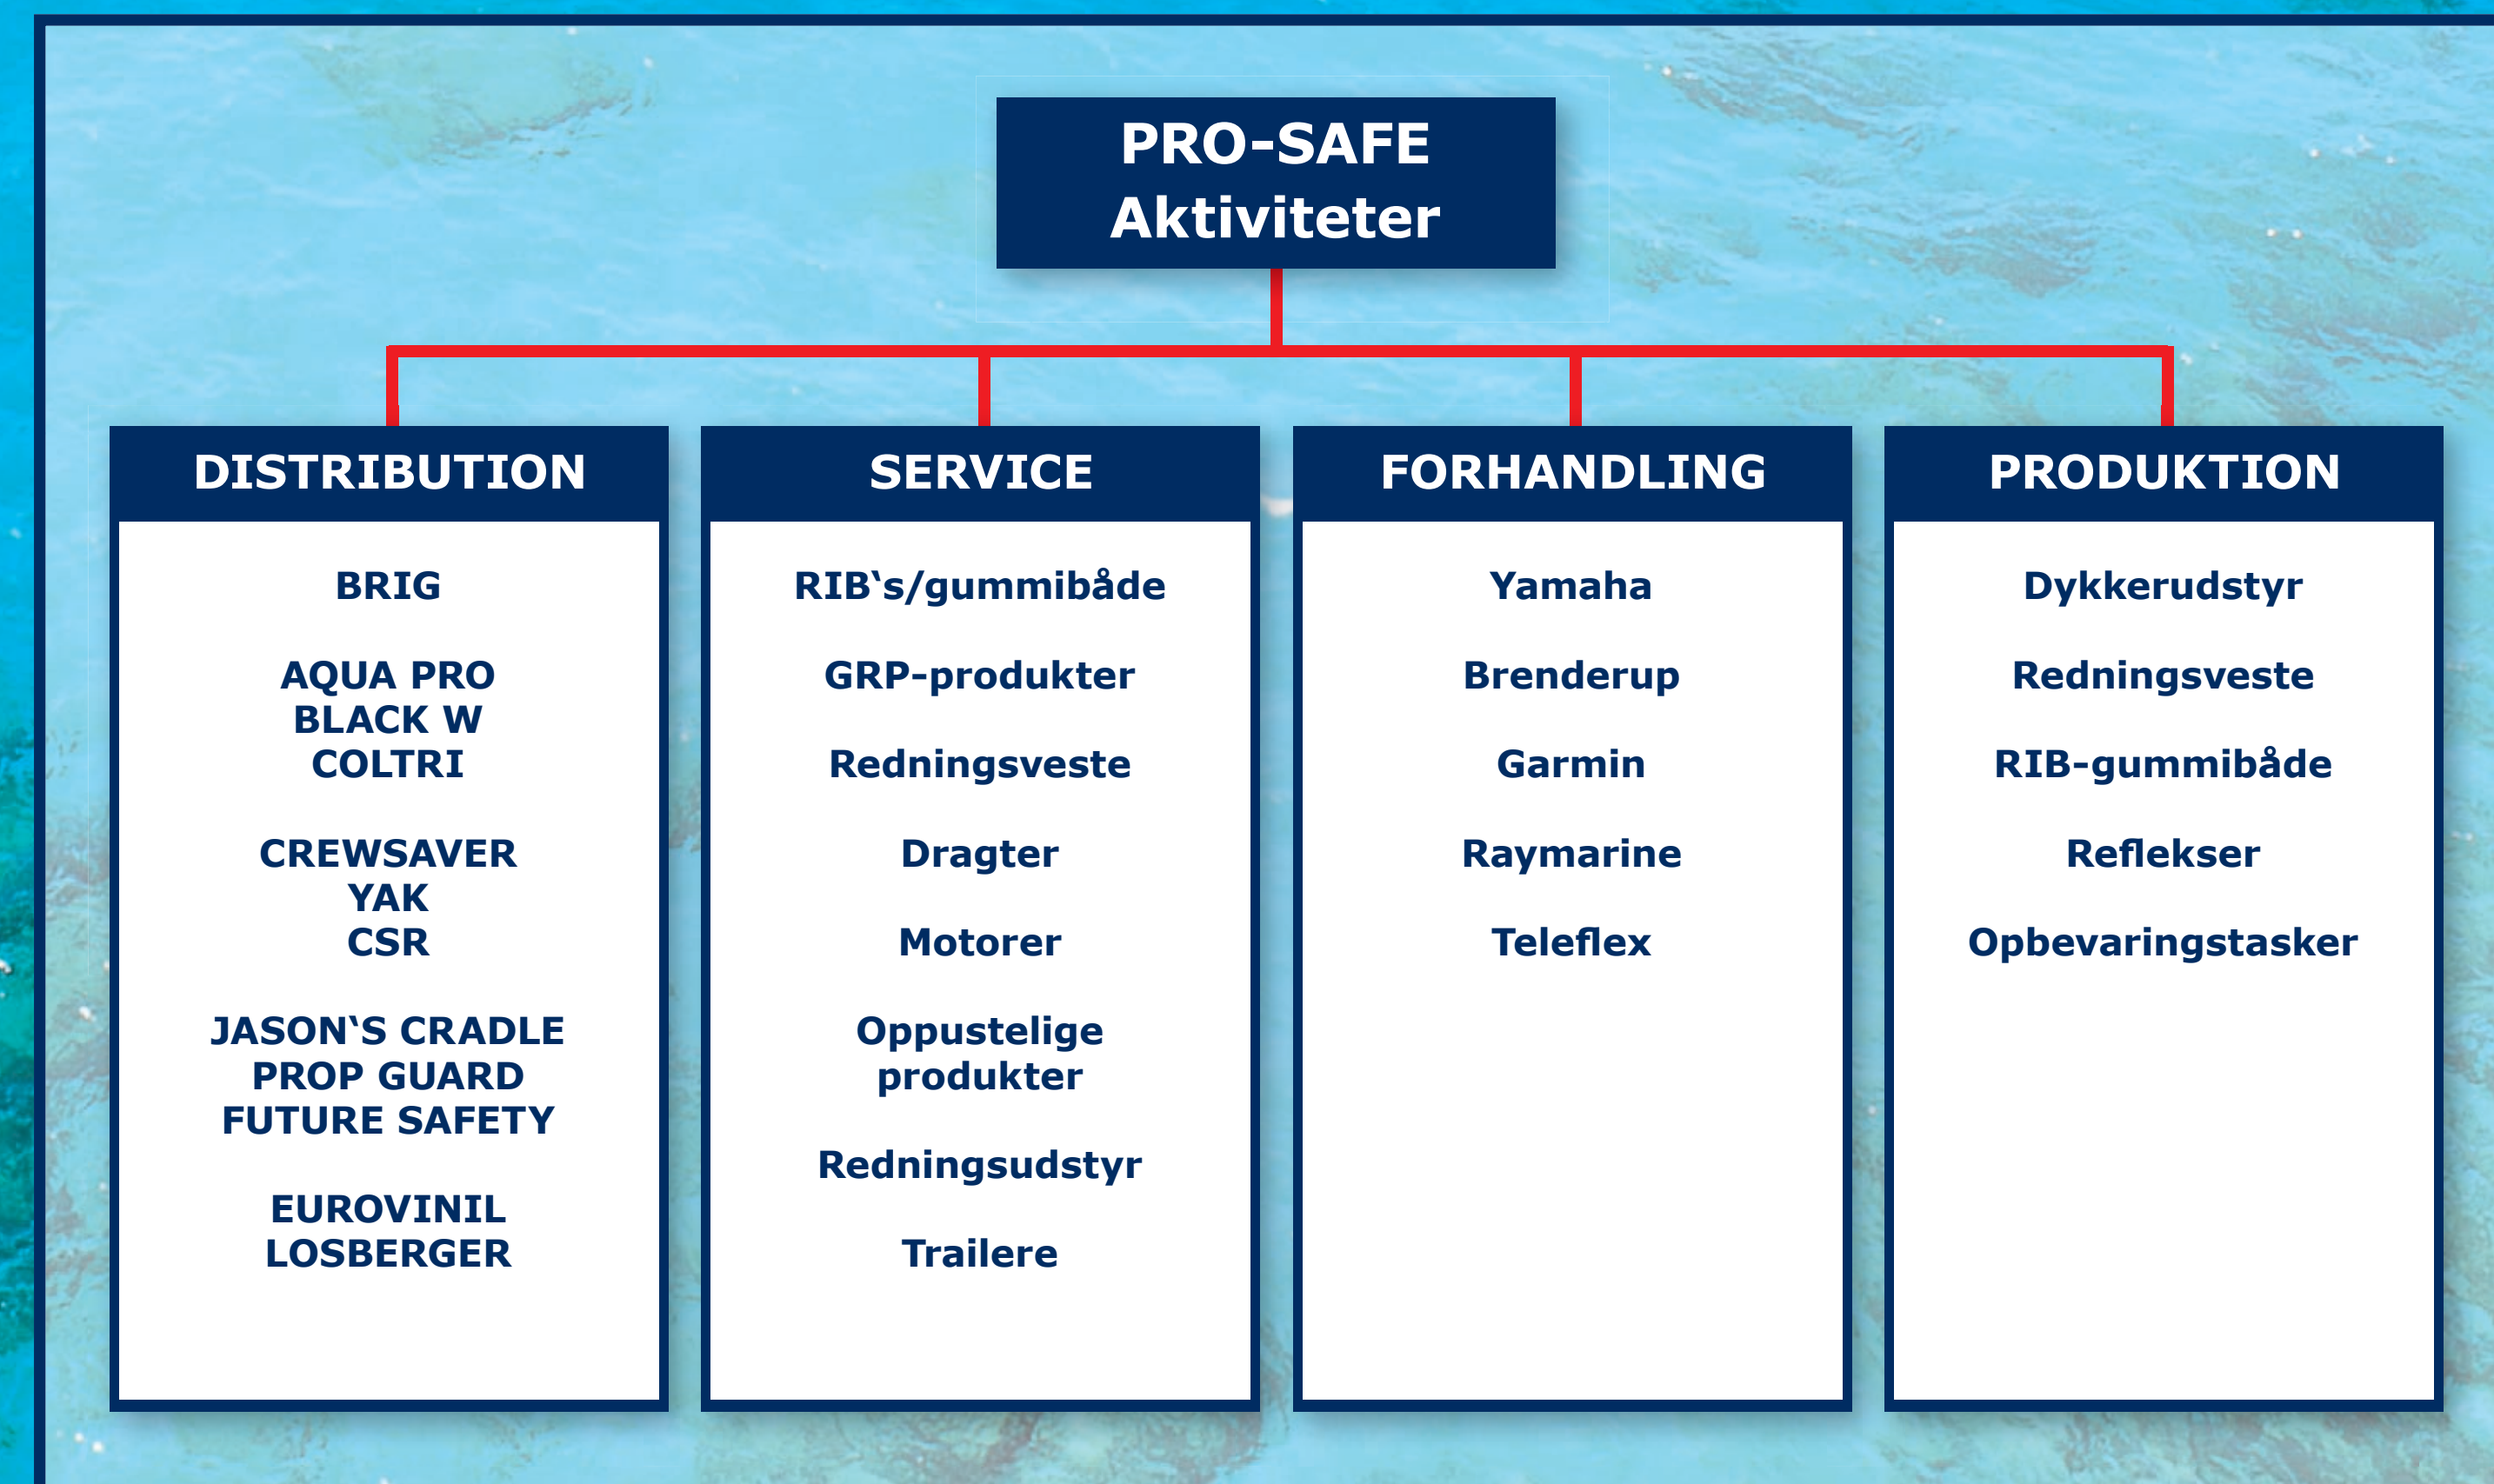 PRO-SAFE
Aktiviteter
DISTRIBUTION
BRIG
AQUA PRO
BLACK W
COLTRI
CREWSAVER
YAK
CSR
JASON‘S CRADLE
PROP GUARD
FUTURE SAFETY
EUROVINIL
LOSBERGER
SERVICE
RIB‘s/gummibåde
GRP-produkter
Redningsveste
Dragter
Motorer
Oppustelige
produkter
Redningsudstyr
Trailere
FORHANDLING
Yamaha
Brenderup
Garmin
Raymarine
Teleflex
PRODUKTION
Dykkerudstyr
Redningsveste
RIB-gummibåde
Reflekser
Opbevaringstasker